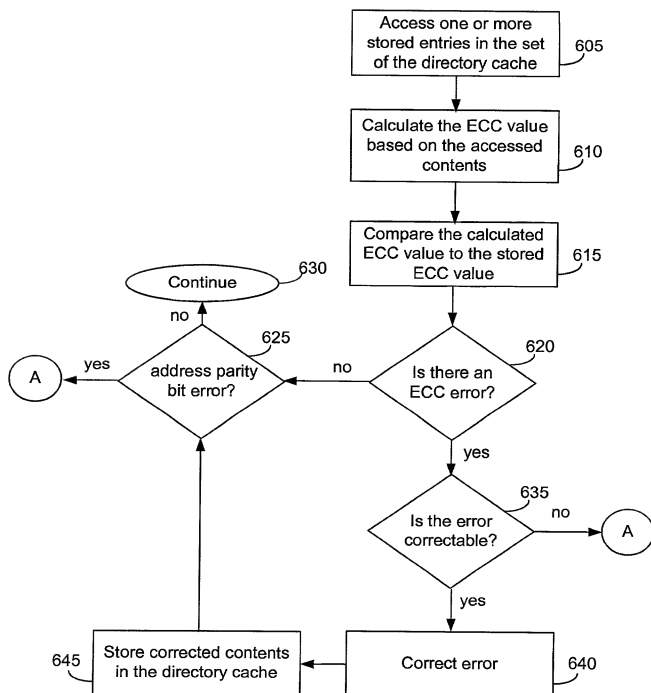 Access one or more
stored entries in the set
of the directory cache
605
Calculate the ECC value
based on the accessed
contents
610
Compare the calculated
ECC value to the stored
ECC value
615
Continue
630
no
625
620
A
yes
address parity
bit error?
no
Is there an
ECC error?
yes
635
Is the error
correctable?
no
A
yes
645
Store corrected contents
in the directory cache
Correct error
640